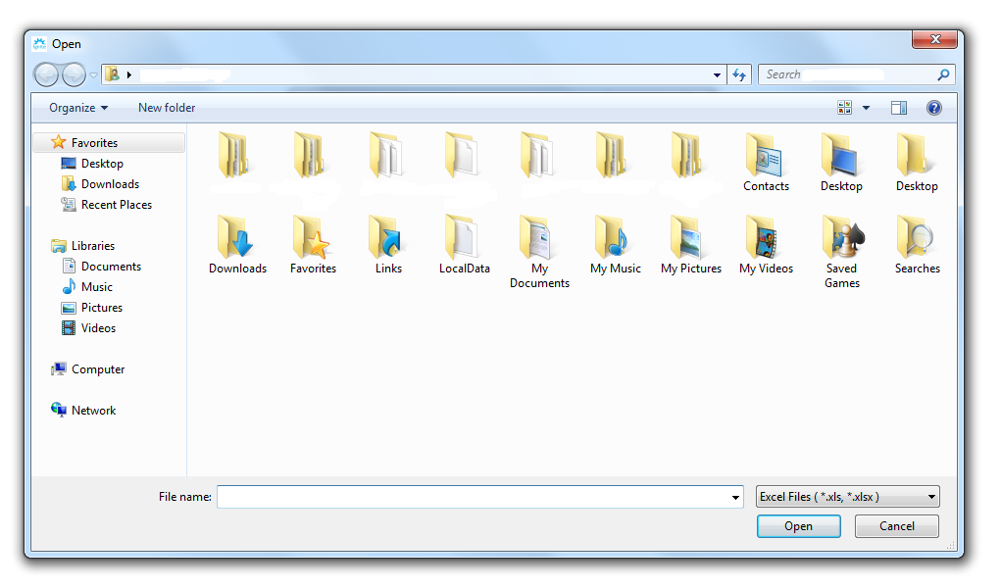 Open
Search
Organize New folder
Favorites
Desktop
Downloads
Recent Places
Libraries
Documents
Music
Pictures
Videos
Computer
Network
Contacts Desktop Desktop
Downloads Favorites Links LocalData My Documents My Music My Pictures My Videos Saved Games Searches
File name: Excel Files ( *.xls, *.xlsx )
Open Cancel